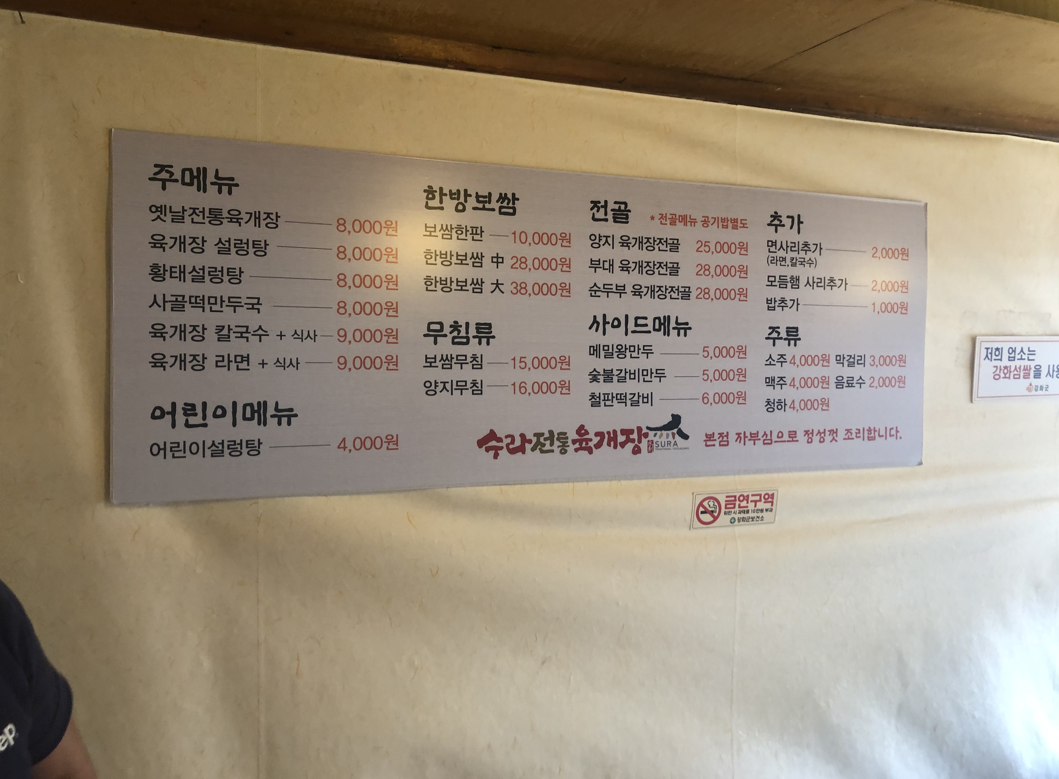 주메뉴
옛날전통육개장 8,000원
육개장 설렁탕 8,000원
황태설렁탕 8,000원
사골떡만두국 8,000원
육개장 칼국수 + 식사 9,000원
육개장 라면 + 식사 9,000원
어린이메뉴
어린이설렁탕 4,000원
한방보쌈
보쌈한판 10,000원
한방보쌈 中 28,000원
한방보쌈 大 38,000원
무침류
보쌈무침 15,000원
양지무침 16,000원
전골 * 전골메뉴 공기밥별도
양지 육개장전골 25,000원
부대 육개장전골 28,000원
순두부 육개장전골 28,000원
사이드메뉴
메밀왕만두 5,000원
숯불갈비만두 5,000원
철판떡갈비 6,000원
추가
면사리추가 2,000원
(라면,칼국수)
모듬햄 사리추가 2,000원
밥추가 1,000원
주류
소주 4,000원 막걸리 3,000원
맥주 4,000원 음료수 2,000원
청하 4,000원
수라전통육개장 SURA 본점 자부심으로 정성껏 조리합니다.
금연구역
강화군보건소
저희 업소는
강화섬쌀을 사용
강화군
ep